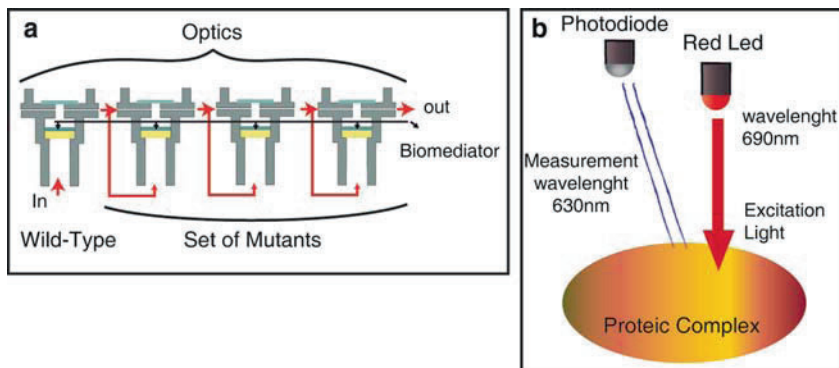 a
Optics
out
Biomediator
In
Wild-Type
Set of Mutants
b
Photodiode
Red Led
wavelenght
690nm
Measurement
wavelenght
630nm
Excitation
Light
Proteic Complex